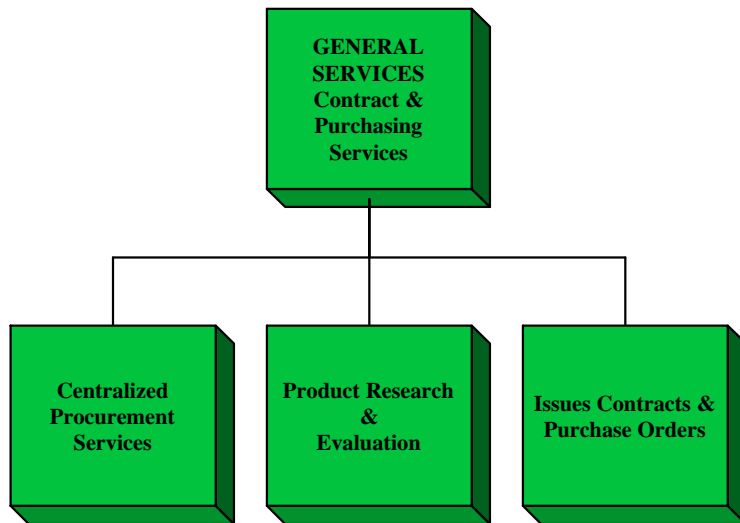 GENERAL
SERVICES
Contract &
Purchasing
Services
Centralized
Procurement
Services
Product Research
&
Evaluation
Issues Contracts &
Purchase Orders